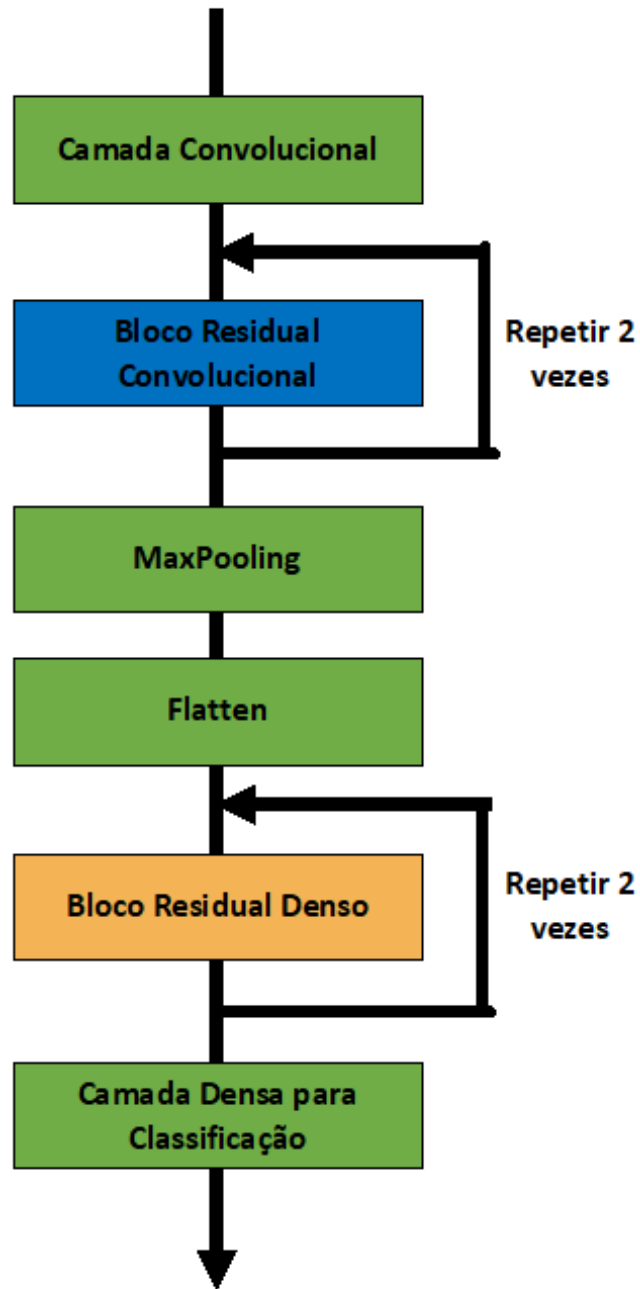 Camada Convolucional
Bloco Residual
Convolucional
Repetir 2
vezes
MaxPooling
Flatten
Bloco Residual Denso
Repetir 2
vezes
Camada Densa para
Classificação